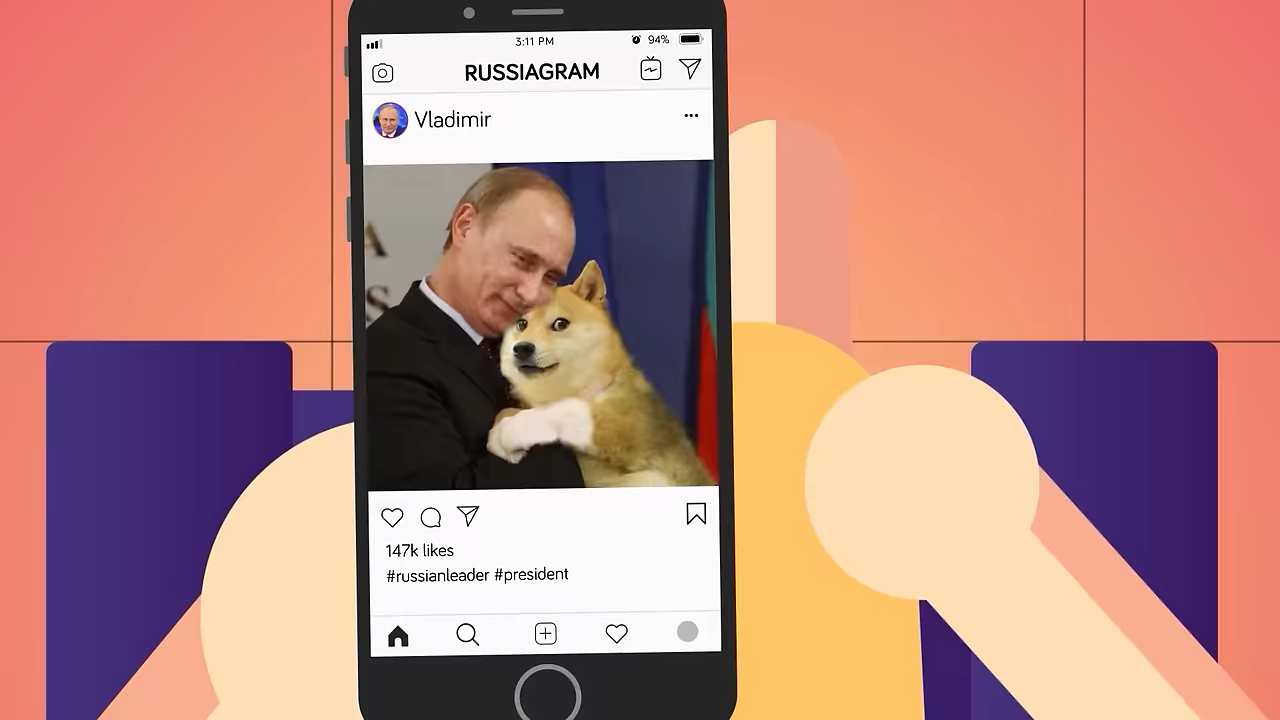 3:11 PM
94%
RUSSIAGRAM
Vladimir
A
S
147k likes
#russianleader #president